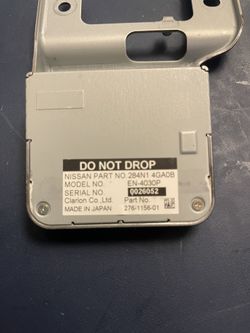 DO NOT DROP
NISSAN PART NO. 284N1 4GA0B
MODEL NO. EN-4030P
SERIAL NO. 0026052
Clarion Co.,Ltd. Part No.
MADE IN JAPAN 276-1156-01